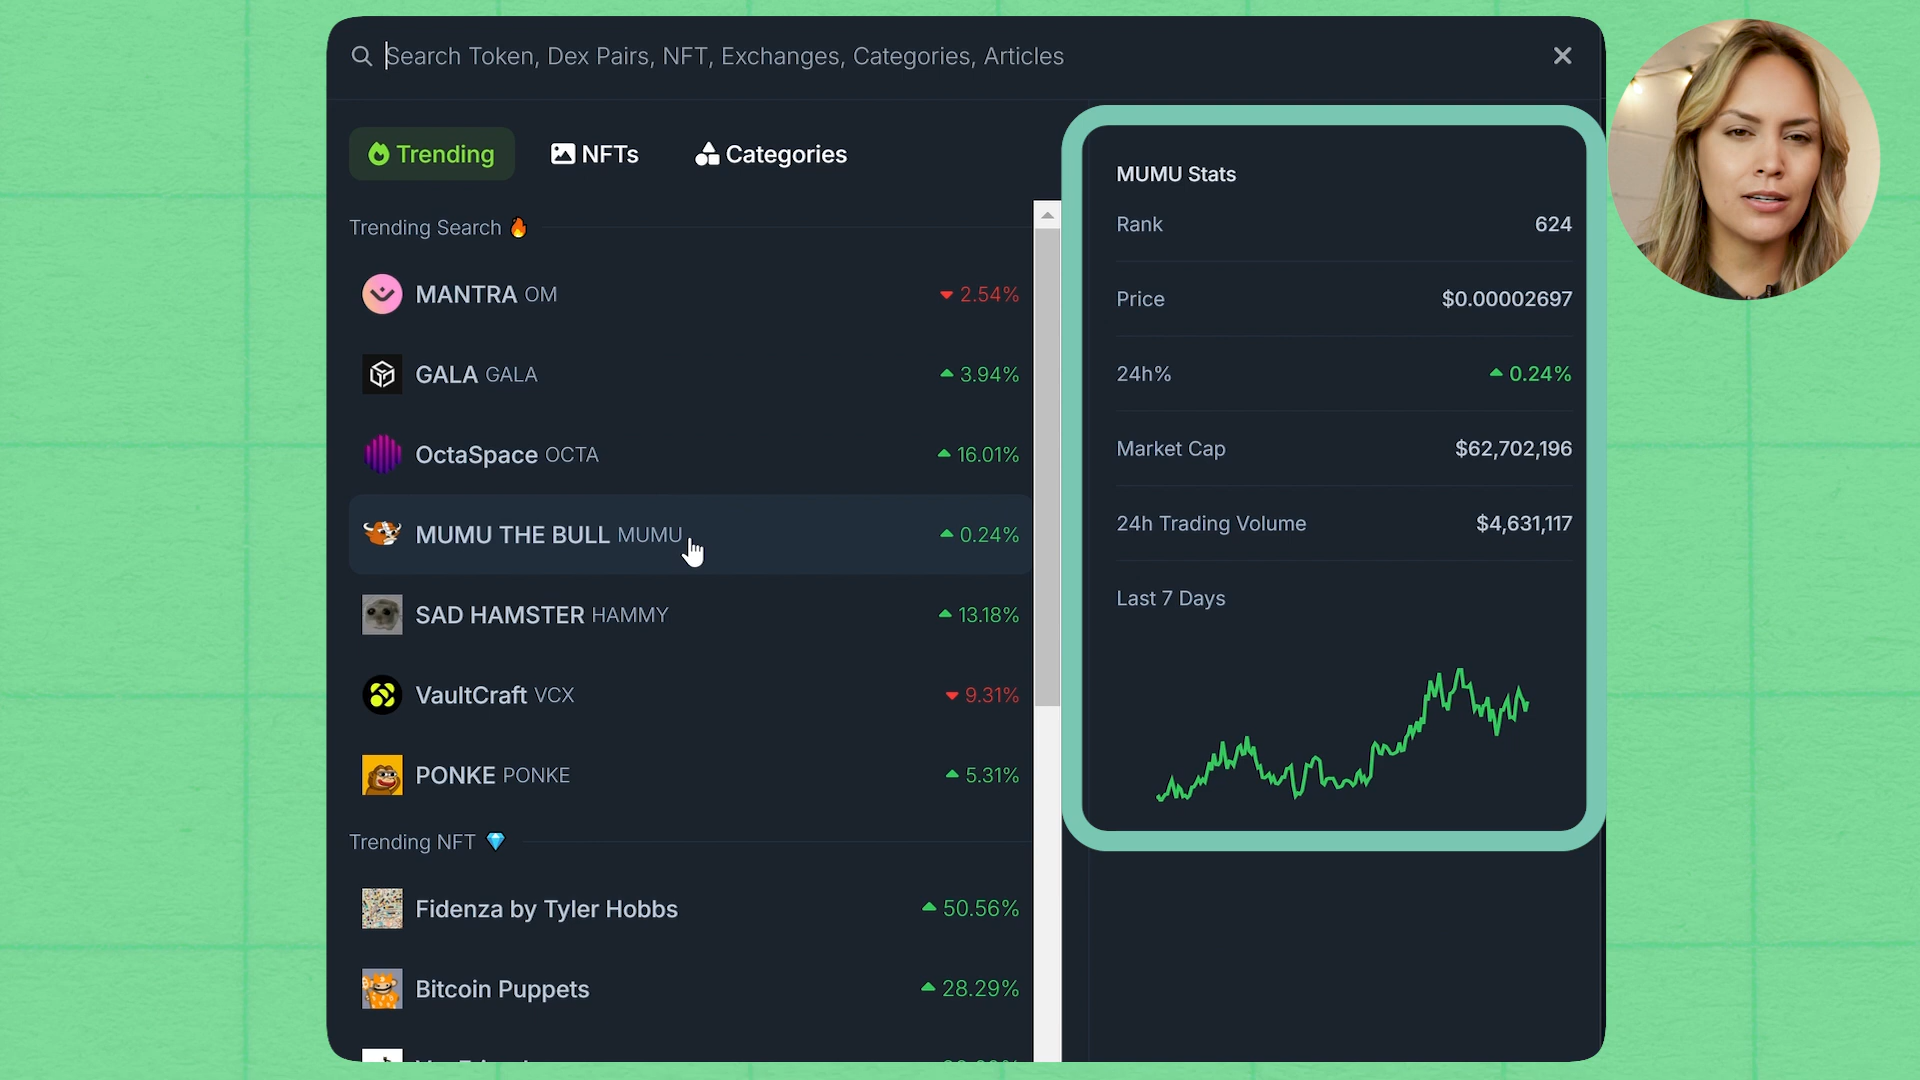 Search Token, Dex Pairs, NFT, Exchanges, Categories, Articles
Trending
NFTs
Categories
Trending Search
MANTRA OM
2.54%
GALA GALA
3.94%
OctaSpace OCTA
16.01%
MUMU THE BULL MUMU
0.24%
SAD HAMSTER HAMMY
13.18%
VaultCraft VCX
9.31%
PONKE PONKE
5.31%
Trending NFT
Fidenza by Tyler Hobbs
50.56%
Bitcoin Puppets
28.29%
MUMU Stats
Rank 624
Price $0.00002697
24h% 0.24%
Market Cap $62,702,196
24h Trading Volume $4,631,117
Last 7 Days